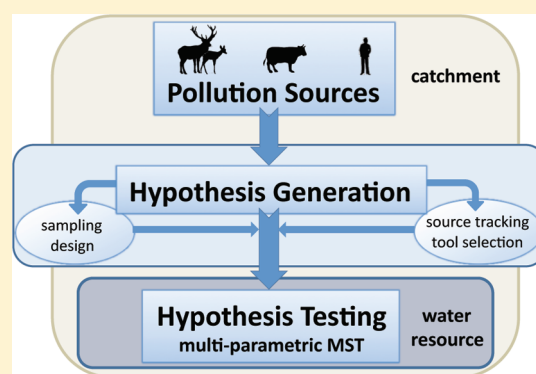 catchment
Pollution Sources
Hypothesis Generation
sampling
design
source tracking
tool selection
Hypothesis Testing
multi-parametric MST
water
resource